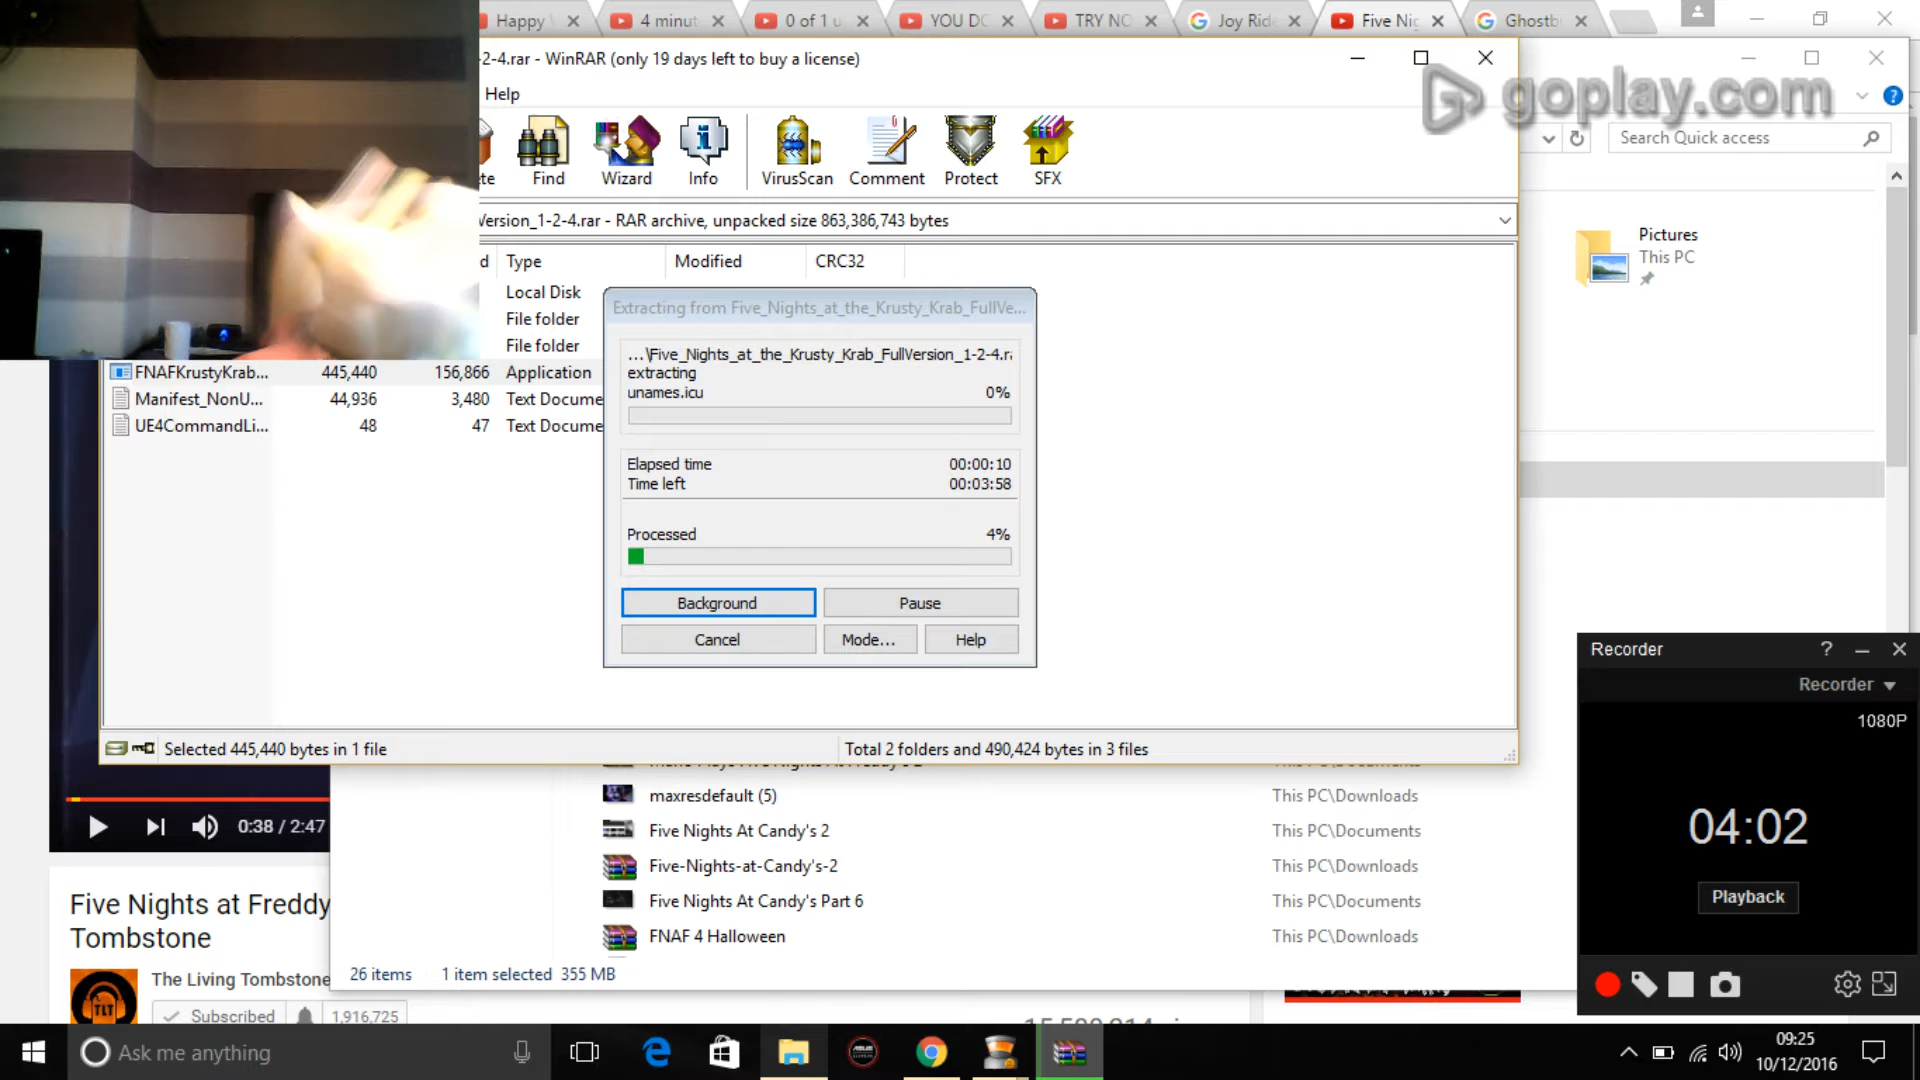 Happy
4 minut
0 of 1 u
YOU DO
TRY NO
Joy Rid
Five Nig
Ghostb
2-4.rar - WinRAR (only 19 days left to buy a license)
Help
goplay.com
Find
Wizard
Info
VirusScan
Comment
Protect
SFX
Search Quick access
Version_1-2-4.rar - RAR archive, unpacked size 863,386,743 bytes
Type
Modified
CRC32
Pictures
This PC
Local Disk
File folder
File folder
FNAFKrustyKrab... 445,440 156,866 Application
Manifest_NonU... 44,936 3,480 Text Docume
UE4CommandLi... 48 47 Text Docume
Extracting from Five_Nights_at_the_Krusty_Krab_FullVe...
...\Five_Nights_at_the_Krusty_Krab_FullVersion_1-2-4.ra
extracting
unames.icu 0%
Elapsed time 00:00:10
Time left 00:03:58
Processed 4%
Background
Pause
Cancel
Mode...
Help
Selected 445,440 bytes in 1 file
Total 2 folders and 490,424 bytes in 3 files
maxresdefault (5) This PC\Downloads
Five Nights At Candy's 2 This PC\Documents
Five-Nights-at-Candy's-2 This PC\Downloads
Five Nights At Candy's Part 6 This PC\Documents
FNAF 4 Halloween This PC\Downloads
26 items 1 item selected 355 MB
0:38 / 2:47
Five Nights at Freddy
Tombstone
The Living Tombstone
TLT
Subscribed
1,916,725
Recorder
Recorder
1080P
04:02
Playback
Ask me anything
09:25
10/12/2016